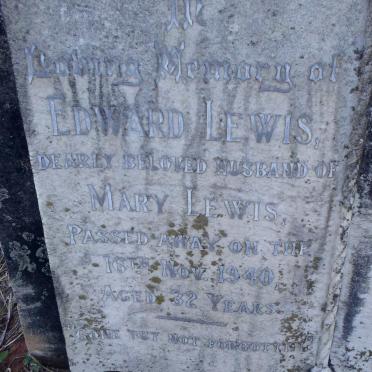 In
Loving Memory of
EDWARD LEWIS,
DEARLY BELOVED HUSBAND OF
MARY LEWIS,
PASSED AWAY ON THE
18TH NOV. 1940,
AGED 32 YEARS.
"GONE BUT NOT FORGOTTEN"